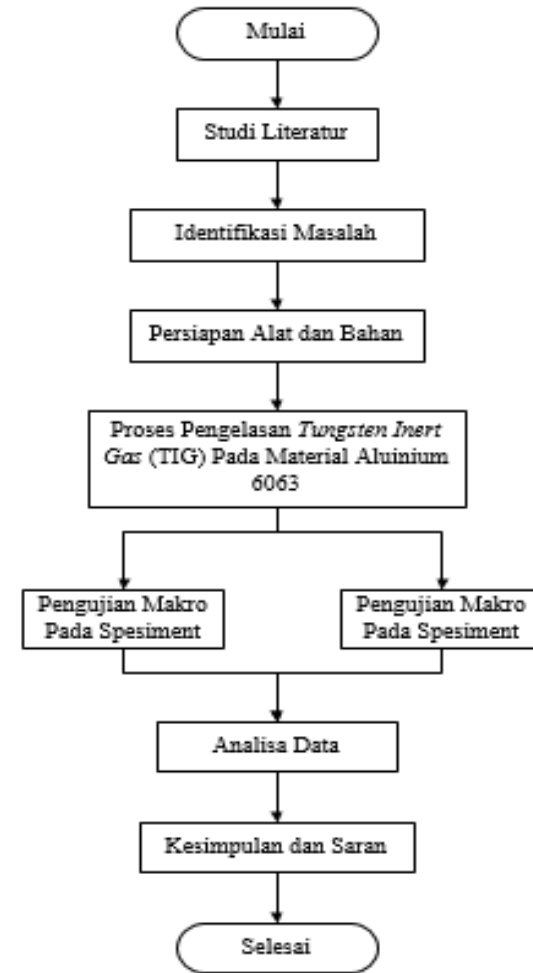 Mulai
Studi Literatur
Identifikasi Masalah
Persiapan Alat dan Bahan
Proses Pengelasan Tungsten Inert
Gas (TIG) Pada Material Aluinium
6063
Pengujian Makro
Pada Spesiment
Pengujian Makro
Pada Spesiment
Analisa Data
Kesimpulan dan Saran
Selesai